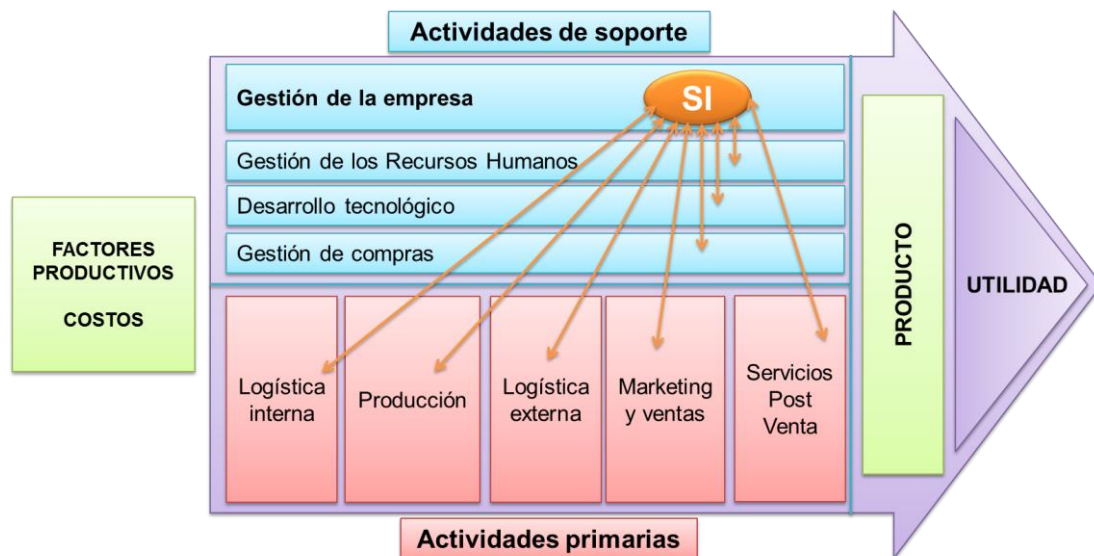 Actividades de soporte
Gestión de la empresa
SI
Gestión de los Recursos Humanos
Desarrollo tecnológico
Gestión de compras
FACTORES
PRODUCTIVOS
COSTOS
Logística
interna
Producción
Logística
externa
Marketing
y ventas
Servicios
Post
Venta
PRODUCTO
UTILIDAD
Actividades primarias